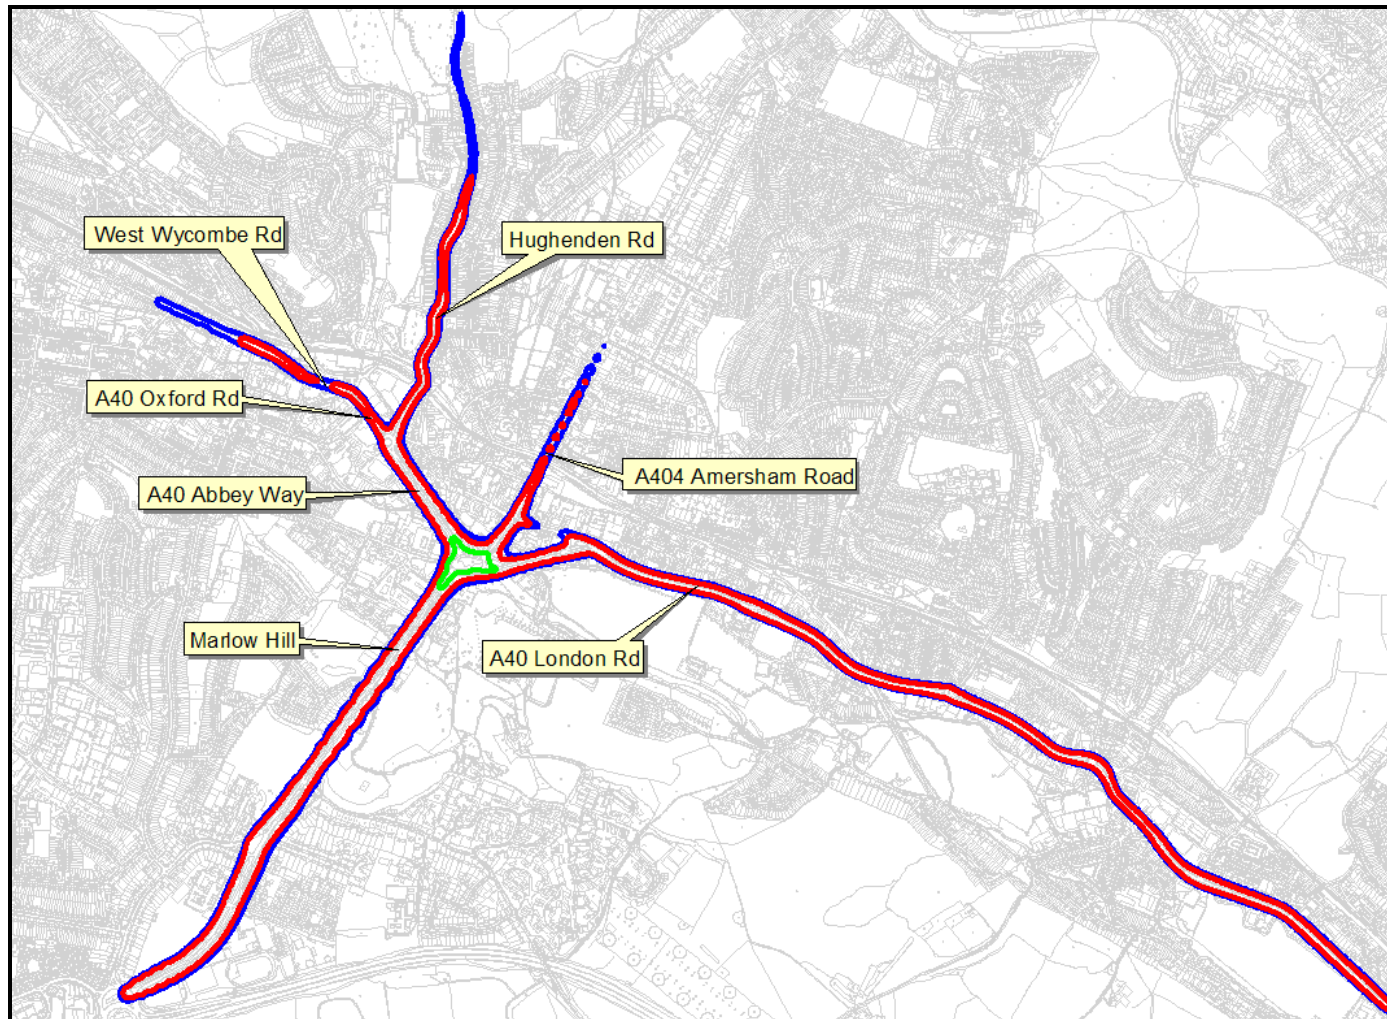 West Wycombe Rd
Hughenden Rd
A40 Oxford Rd
A404 Amersham Road
A40 Abbey Way
Marlow Hill
A40 London Rd